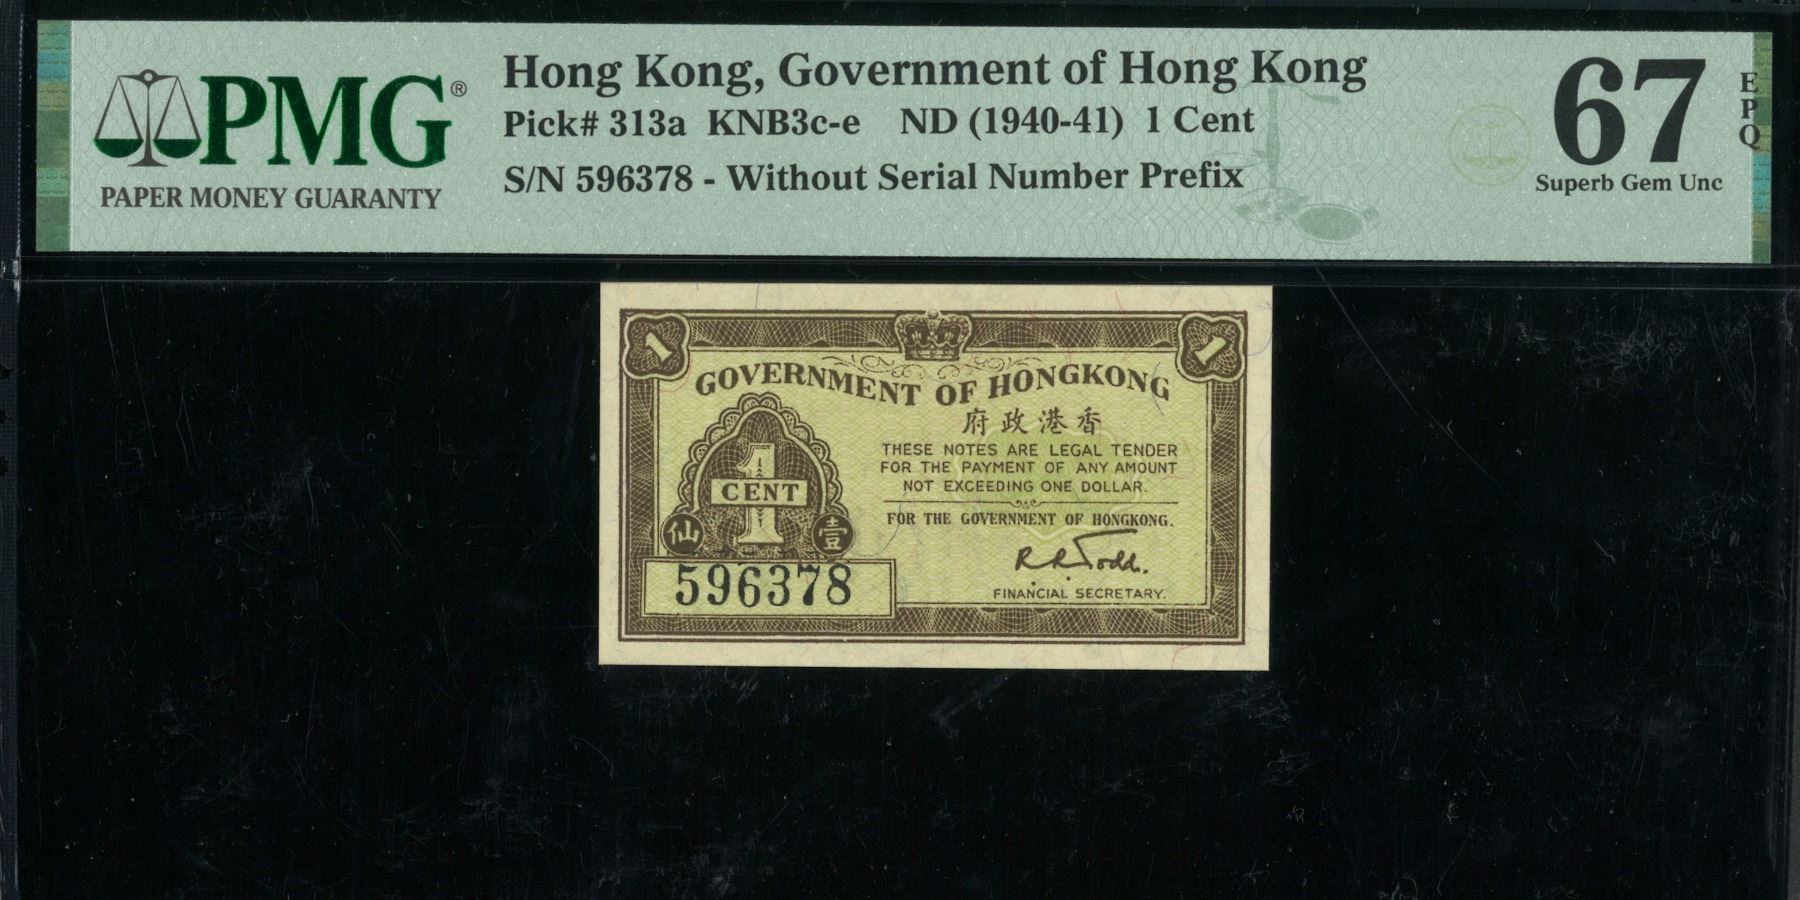 PMG®
PAPER MONEY GUARANTY
Hong Kong, Government of Hong Kong
Pick# 313a KNB3c-e ND (1940-41) 1 Cent
S/N 596378 - Without Serial Number Prefix
67
EPQ
Superb Gem Unc
1
1
GOVERNMENT OF HONGKONG
府政港香
THESE NOTES ARE LEGAL TENDER
FOR THE PAYMENT OF ANY AMOUNT
NOT EXCEEDING ONE DOLLAR.
FOR THE GOVERNMENT OF HONGKONG.
R.R. Todd.
FINANCIAL SECRETARY.
1
CENT
仙 壹
596378